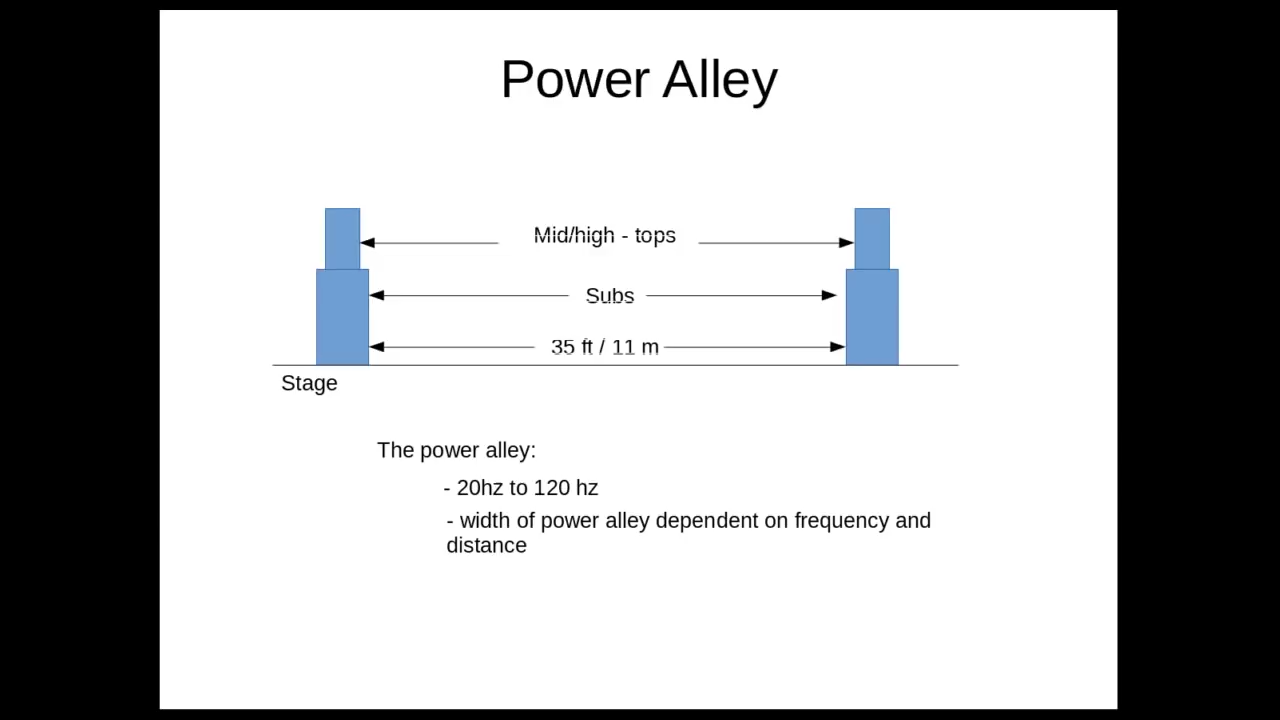 Power Alley
Mid/high - tops
Subs
35 ft / 11 m
Stage
The power alley:
- 20hz to 120 hz
- width of power alley dependent on frequency and
distance